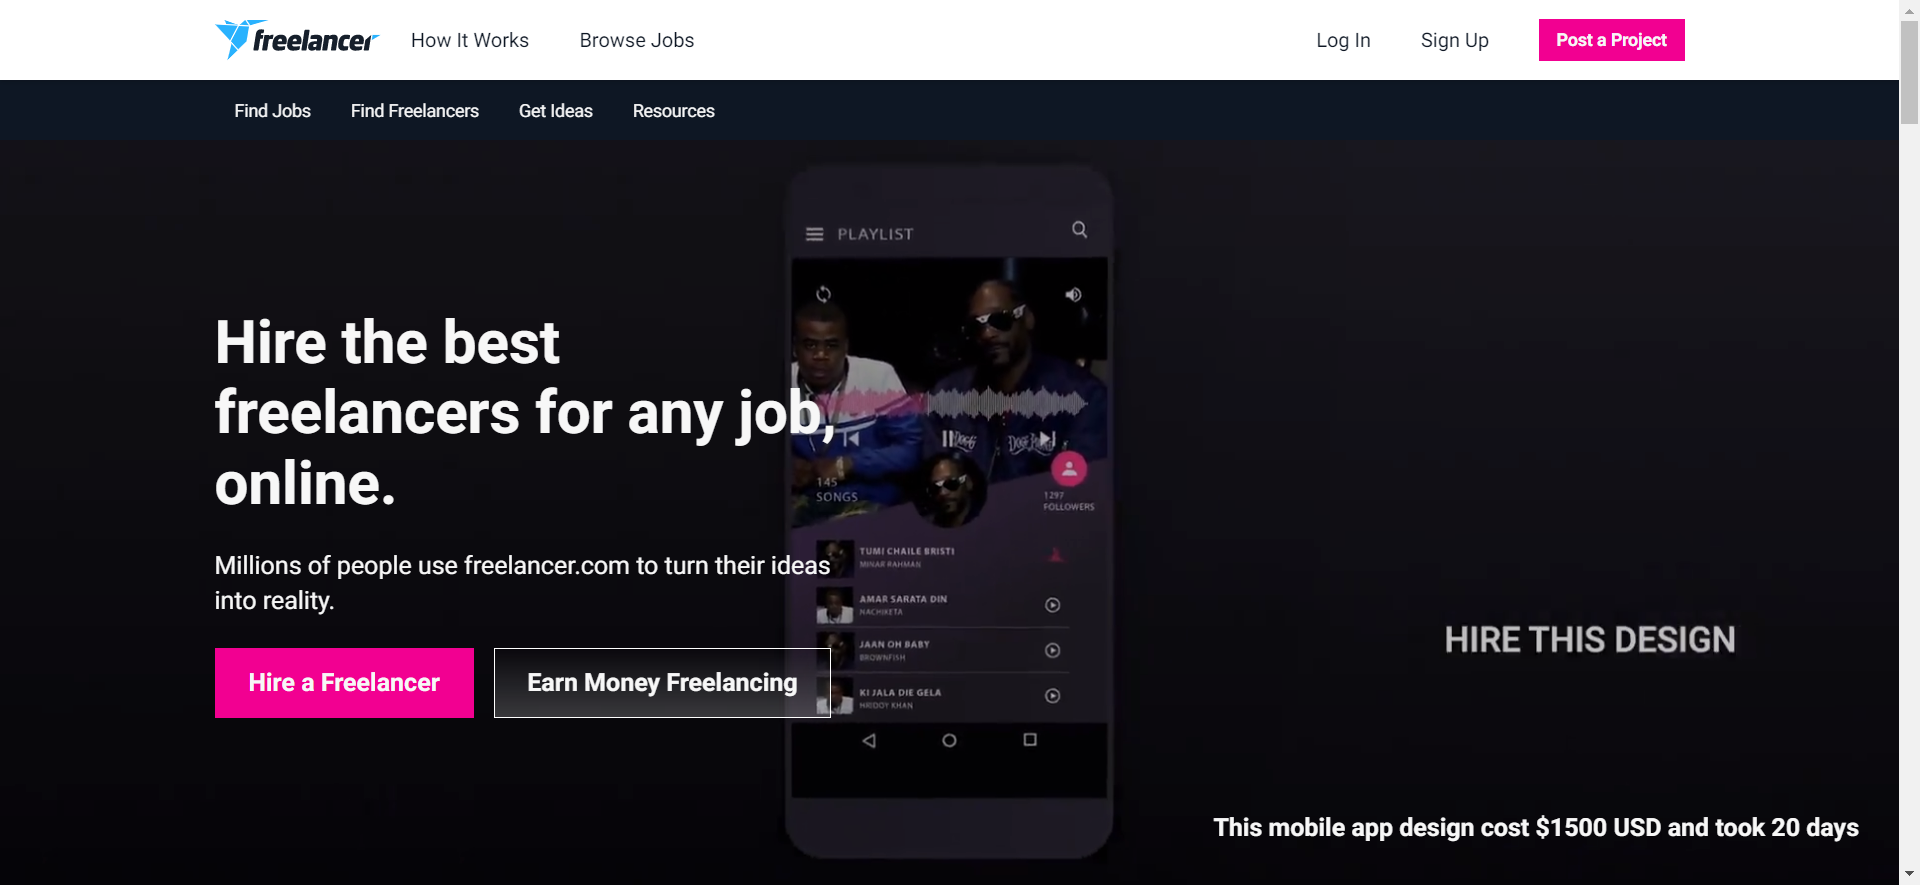 freelancer
How It Works
Browse Jobs
Log In
Sign Up
Post a Project
Find Jobs
Find Freelancers
Get Ideas
Resources
PLAYLIST
Hire the best
freelancers for any job,
online.
145
SONGS
1297
FOLLOWERS
Millions of people use freelancer.com to turn their ideas
into reality.
TUMI CHAILE BRISTI
MINAR RAHMAN
AMAR SARATA DIN
NACHIKETA
JAAN OH BABY
BROWNFISH
KI JALA DIE GELA
HRIDOY KHAN
Hire a Freelancer
Earn Money Freelancing
HIRE THIS DESIGN
This mobile app design cost $1500 USD and took 20 days